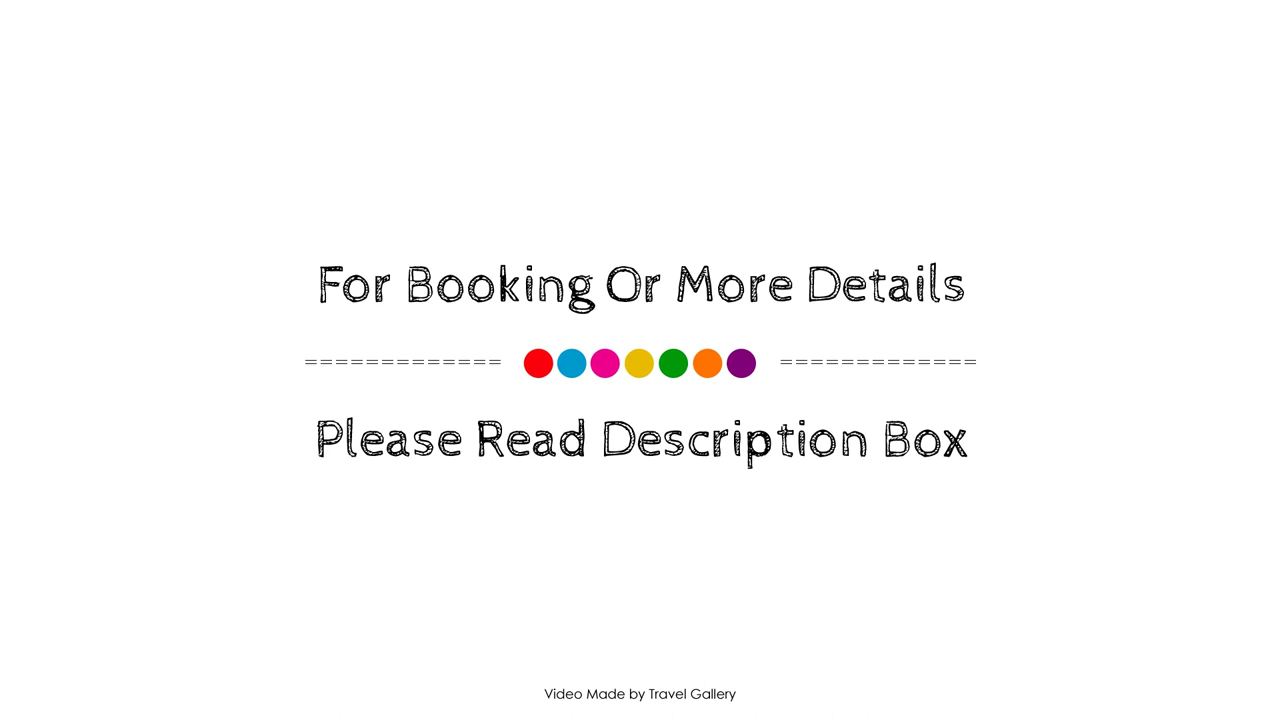 For Booking Or More Details
============= =============
Please Read Description Box
Video Made by Travel Gallery